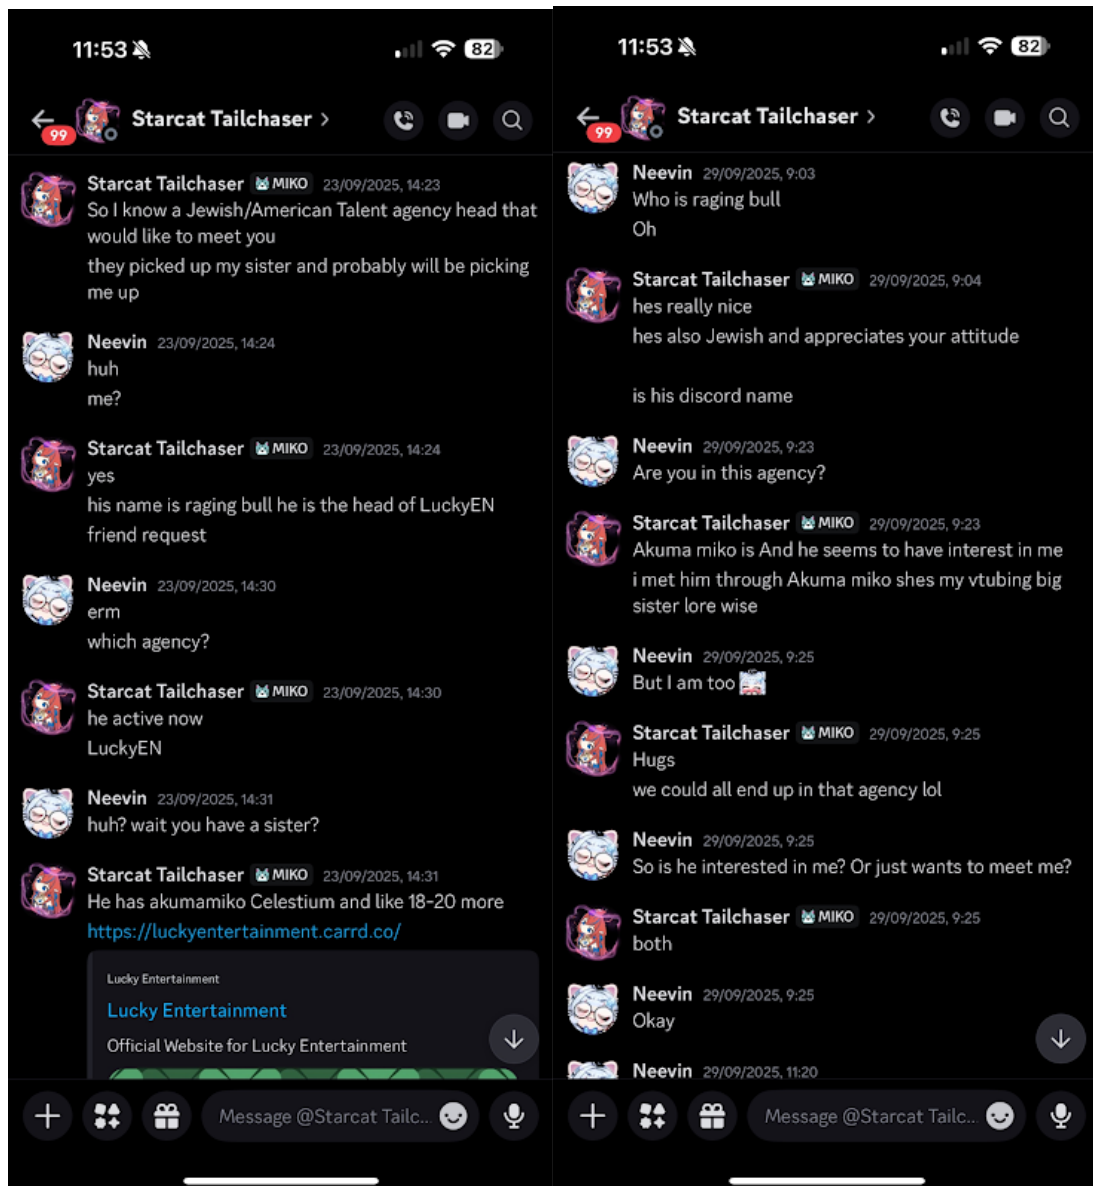 11:53
82
99
Starcat Tailchaser
Starcat Tailchaser MIKO 23/09/2025, 14:23
So I know a Jewish/American Talent agency head that
would like to meet you
they picked up my sister and probably will be picking
me up
Neevin 23/09/2025, 14:24
huh
me?
Starcat Tailchaser MIKO 23/09/2025, 14:24
yes
his name is raging bull he is the head of LuckyEN
friend request
Neevin 23/09/2025, 14:30
erm
which agency?
Starcat Tailchaser MIKO 23/09/2025, 14:30
he active now
LuckyEN
Neevin 23/09/2025, 14:31
huh? wait you have a sister?
Starcat Tailchaser MIKO 23/09/2025, 14:31
He has akumamiko Celestium and like 18-20 more
https://luckyentertainment.carrd.co/
Lucky Entertainment
Lucky Entertainment
Official Website for Lucky Entertainment
Message @Starcat Tailc...
11:53
82
99
Starcat Tailchaser
Neevin 29/09/2025, 9:03
Who is raging bull
Oh
Starcat Tailchaser MIKO 29/09/2025, 9:04
hes really nice
hes also Jewish and appreciates your attitude
is his discord name
Neevin 29/09/2025, 9:23
Are you in this agency?
Starcat Tailchaser MIKO 29/09/2025, 9:23
Akuma miko is And he seems to have interest in me
i met him through Akuma miko shes my vtubing big
sister lore wise
Neevin 29/09/2025, 9:25
But I am too
Starcat Tailchaser MIKO 29/09/2025, 9:25
Hugs
we could all end up in that agency lol
Neevin 29/09/2025, 9:25
So is he interested in me? Or just wants to meet me?
Starcat Tailchaser MIKO 29/09/2025, 9:25
both
Neevin 29/09/2025, 9:25
Okay
Neevin 29/09/2025, 11:20
Message @Starcat Tailc...